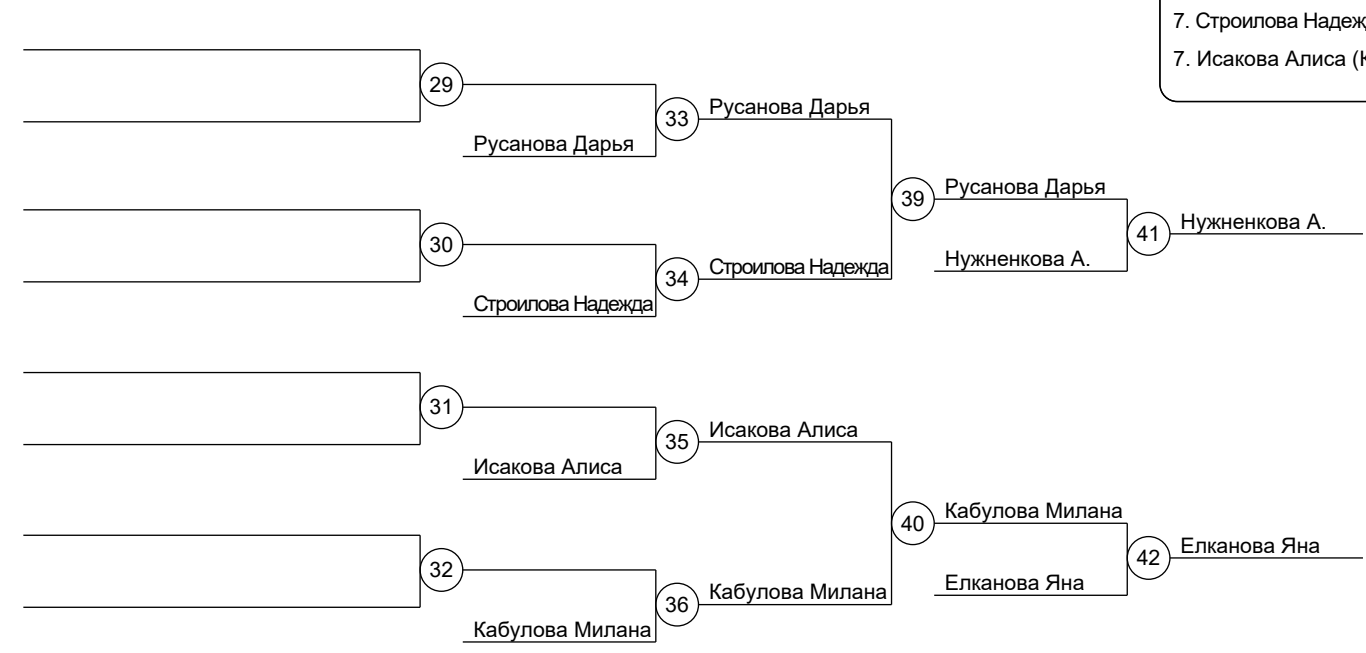 7. Строилова Надеж
7. Исакова Алиса (
29
33
Русанова Дарья
Русанова Дарья
39
Русанова Дарья
41
Нужненкова А.
30
34
Строилова Надежда
Нужненкова А.
Строилова Надежда
31
35
Исакова Алиса
Исакова Алиса
40
Кабулова Милана
42
Елканова Яна
32
36
Кабулова Милана
Елканова Яна
Кабулова Милана